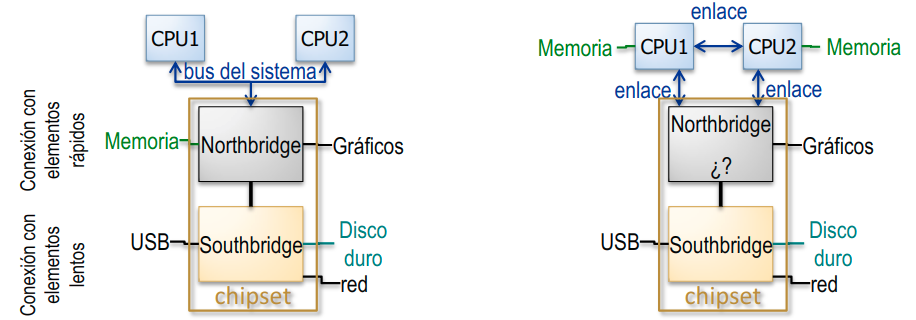 CPU1
CPU2
bus del sistema
Conexión con
elementos
rápidos
Memoria
Northbridge
Gráficos
Conexión con
elementos
lentos
USB
Southbridge
Disco
duro
red
chipset
enlace
Memoria
CPU1
CPU2
Memoria
enlace
enlace
Northbridge
¿?
Gráficos
USB
Southbridge
Disco
duro
red
chipset